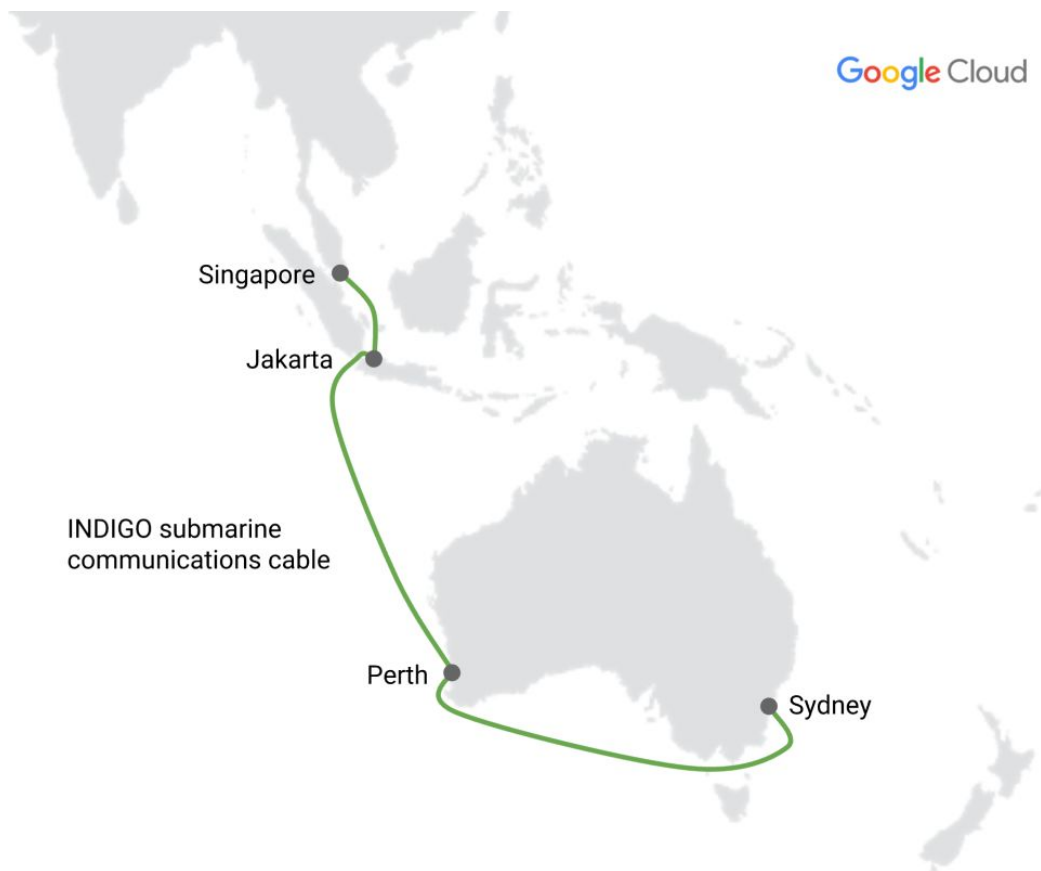 Google Cloud
Singapore
Jakarta
INDIGO submarine
communications cable
Perth
Sydney